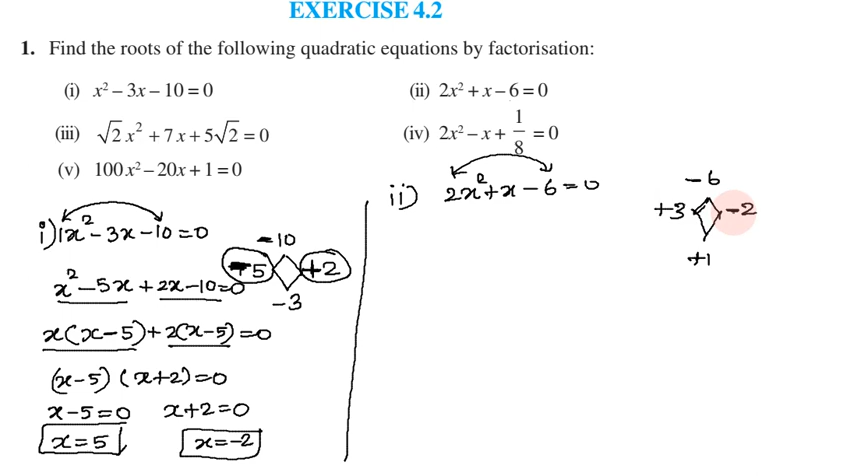 EXERCISE 4.2
1. Find the roots of the following quadratic equations by factorisation:
(i) x² – 3x – 10 = 0
(ii) 2x² + x – 6 = 0
(iii) √2 x² + 7x + 5√2 = 0
(iv) 2x² – x + 1/8 = 0
(v) 100x² – 20x + 1 = 0
i) 1x² - 3x - 10 = 0
-10
-5 +2
-3
x² - 5x + 2x - 10 = 0
x(x - 5) + 2(x - 5) = 0
(x - 5) (x + 2) = 0
x - 5 = 0 x + 2 = 0
x = 5 x = -2
ii) 2x² + x - 6 = 0
-6
+3 -2
+1